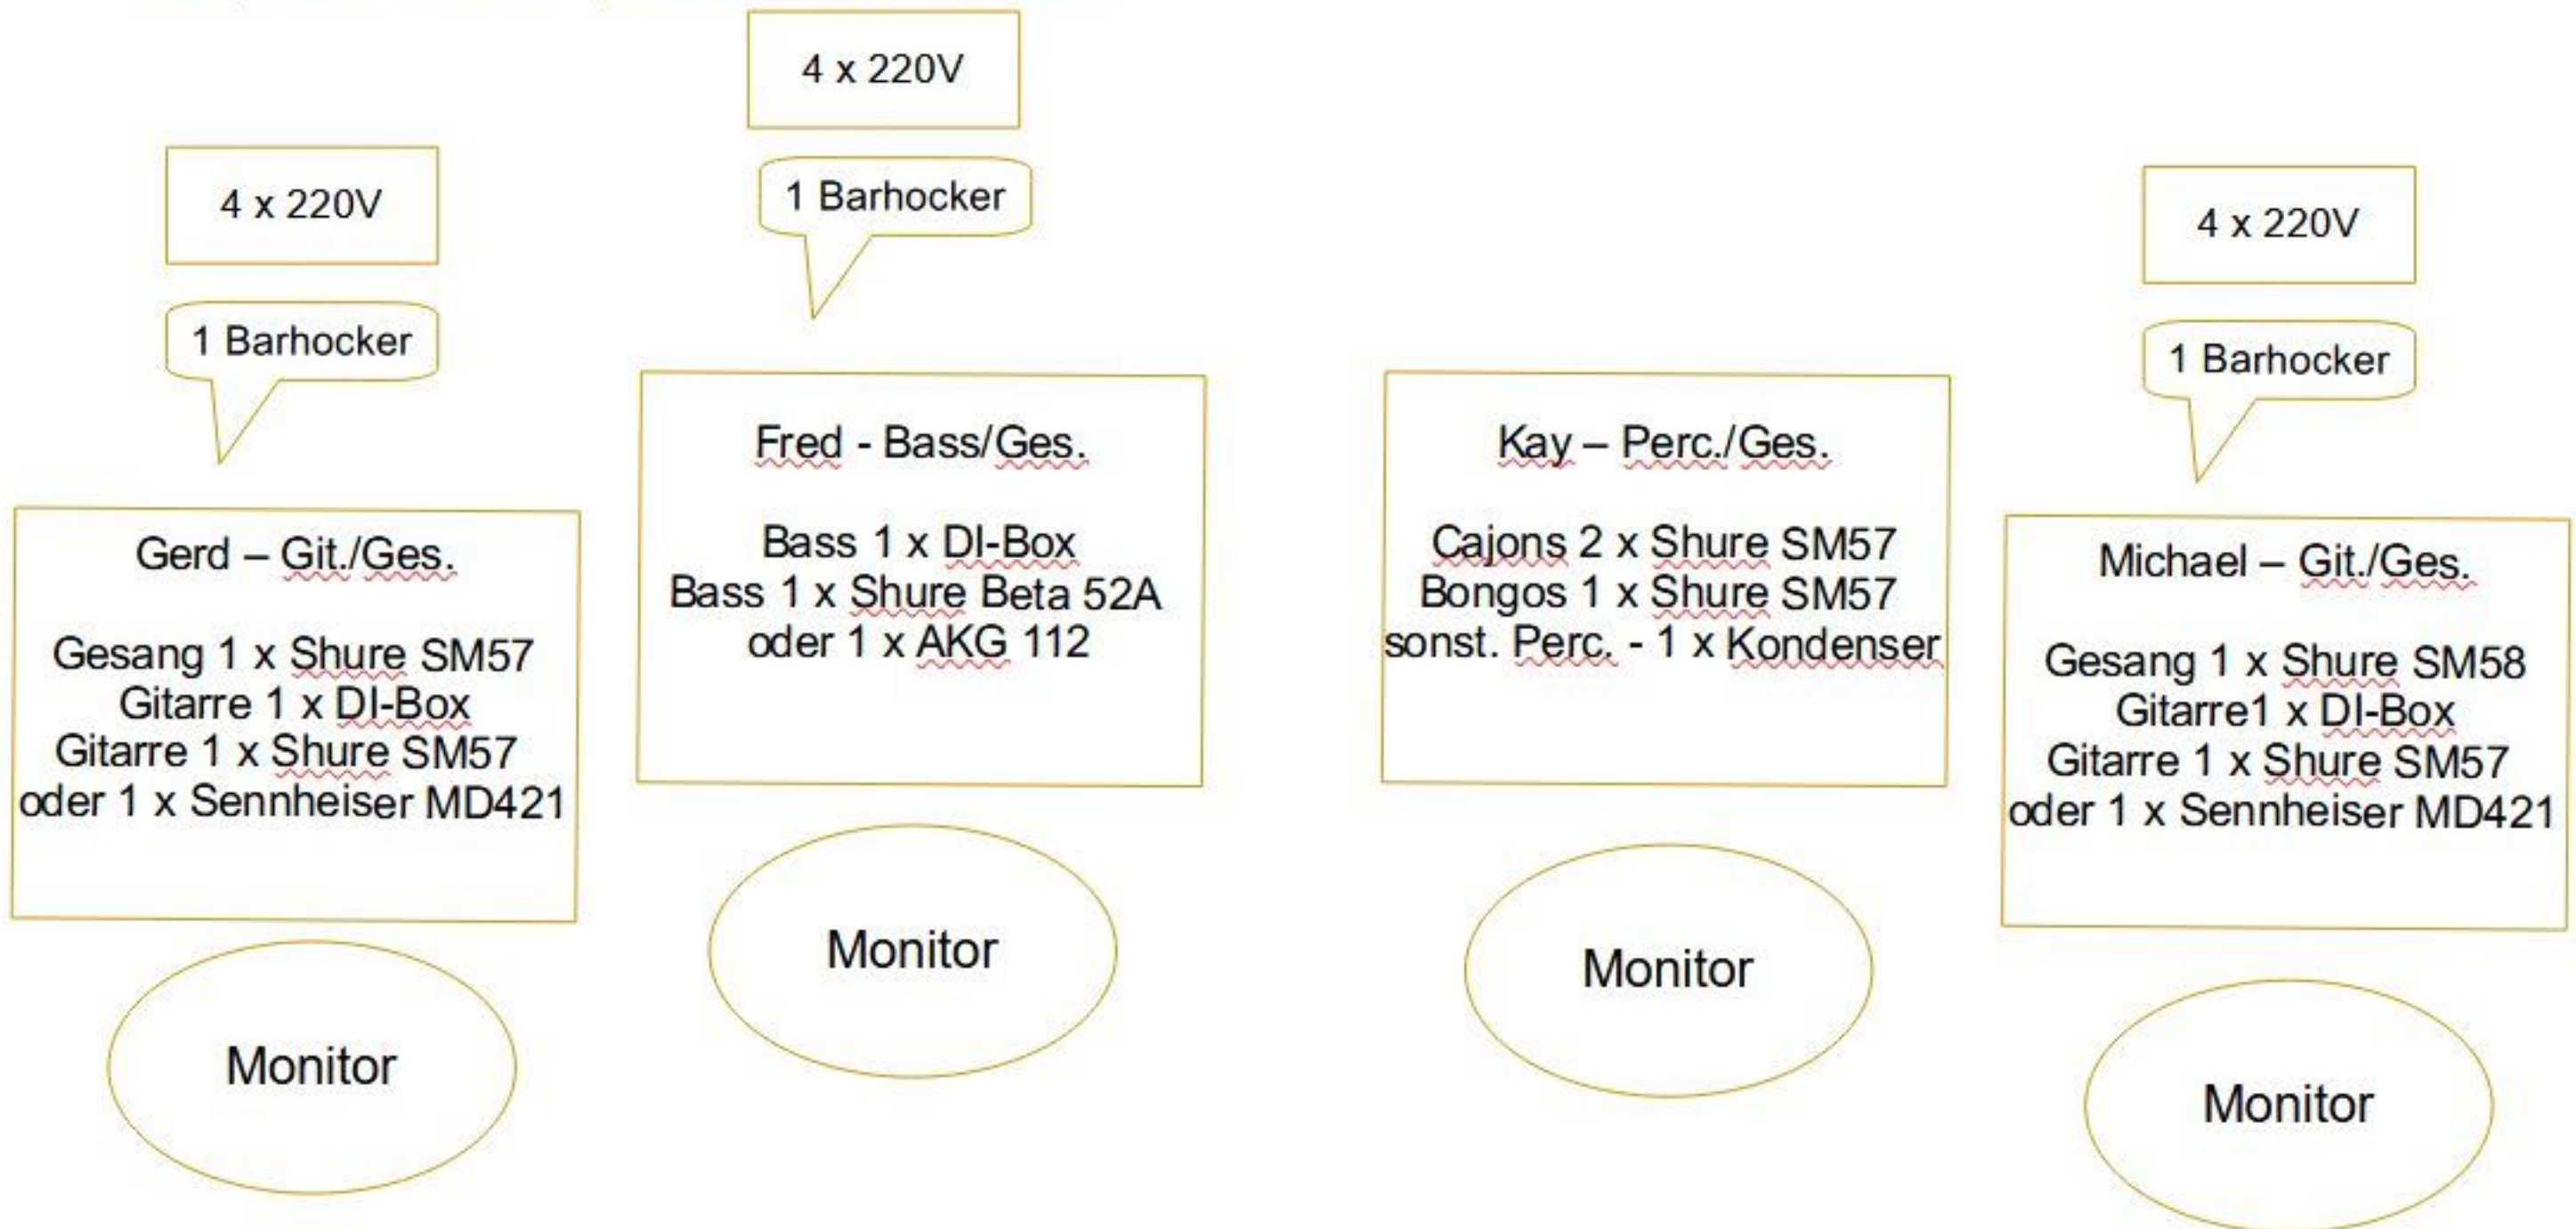 4 x 220V
1 Barhocker
Gerd – Git./Ges.
Gesang 1 x Shure SM57
Gitarre 1 x DI-Box
Gitarre 1 x Shure SM57
oder 1 x Sennheiser MD421
Monitor
4 x 220V
1 Barhocker
Fred - Bass/Ges.
Bass 1 x DI-Box
Bass 1 x Shure Beta 52A
oder 1 x AKG 112
Monitor
Kay – Perc./Ges.
Cajons 2 x Shure SM57
Bongos 1 x Shure SM57
sonst. Perc. - 1 x Kondenser
Monitor
4 x 220V
1 Barhocker
Michael – Git./Ges.
Gesang 1 x Shure SM58
Gitarre1 x DI-Box
Gitarre 1 x Shure SM57
oder 1 x Sennheiser MD421
Monitor